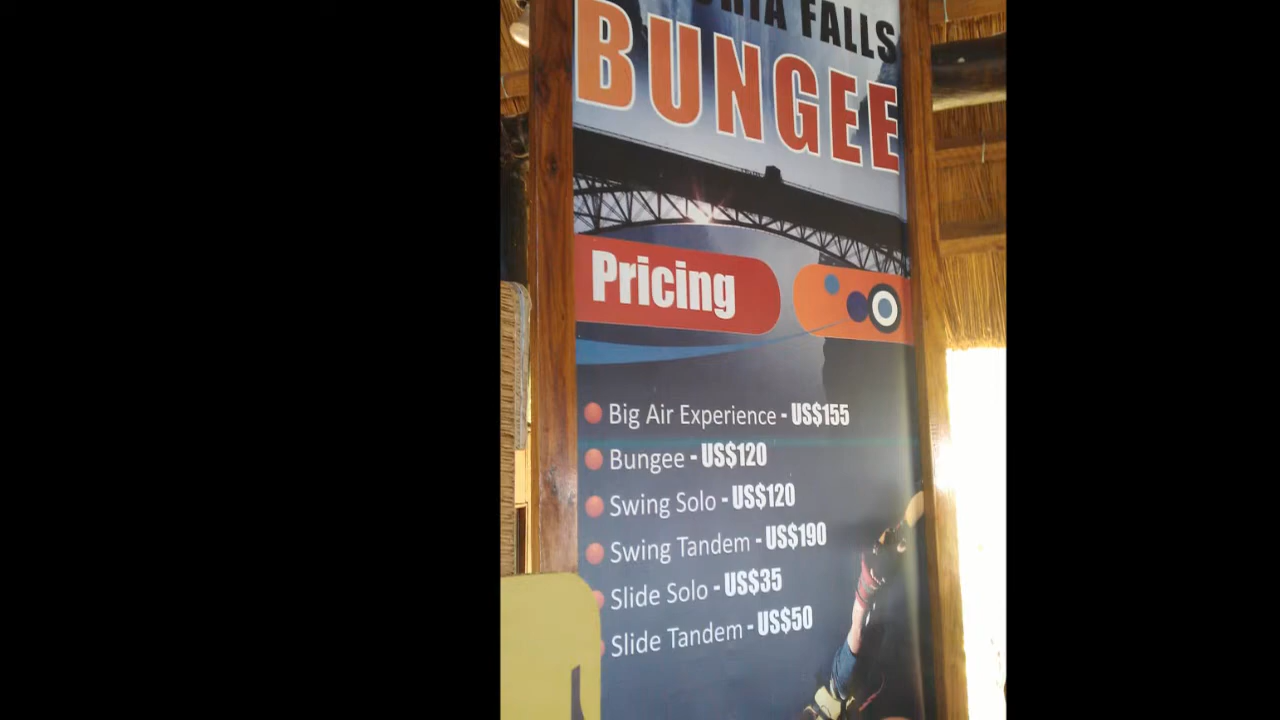 FALLS
BUNGEE
Pricing
Big Air Experience - US$155
Bungee - US$120
Swing Solo - US$120
Swing Tandem - US$190
Slide Solo - US$35
Slide Tandem - US$50